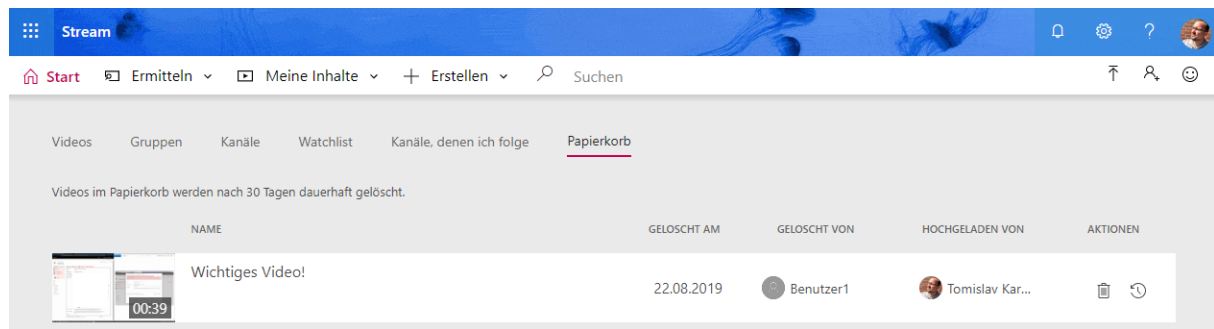 Stream
Start Ermitteln Meine Inhalte Erstellen Suchen
Videos Gruppen Kanäle Watchlist Kanäle, denen ich folge Papierkorb
Videos im Papierkorb werden nach 30 Tagen dauerhaft gelöscht.
NAME GELÖSCHT AM GELÖSCHT VON HOCHGELADEN VON AKTIONEN
Wichtiges Video!
00:39 22.08.2019 Benutzer1 Tomislav Kar...